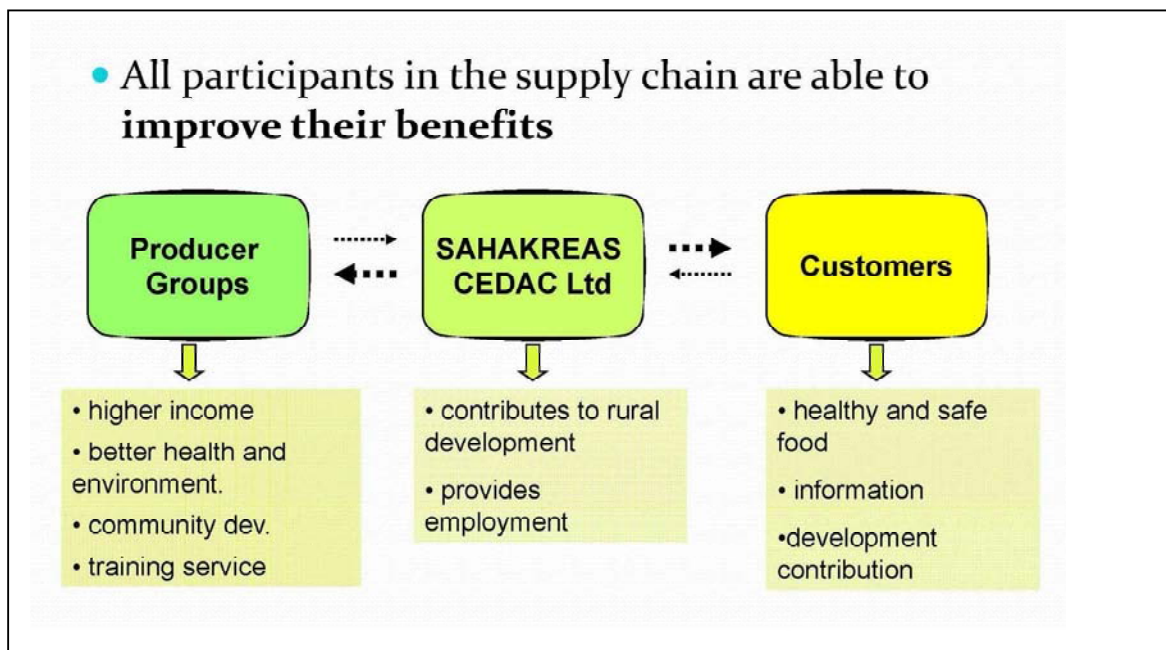 • All participants in the supply chain are able to
improve their benefits
Producer
Groups
SAHAKREAS
CEDAC Ltd
Customers
• higher income
• better health and
environment.
• community dev.
• training service
• contributes to rural
development
• provides
employment
• healthy and safe
food
• information
•development
contribution